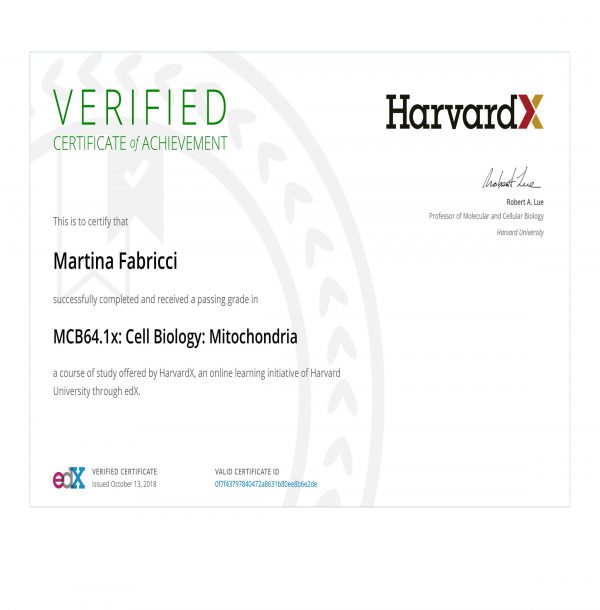 VERIFIED
CERTIFICATE of ACHIEVEMENT
HarvardX
Robert A. Lue
Professor of Molecular and Cellular Biology
Harvard University
This is to certify that
Martina Fabricci
successfully completed and received a passing grade in
MCB64.1x: Cell Biology: Mitochondria
a course of study offered by HarvardX, an online learning initiative of Harvard
University through edX.
edX
VERIFIED CERTIFICATE
Issued October 13, 2018
VALID CERTIFICATE ID
0f7f43797840472a8631b80ee8b6e2de